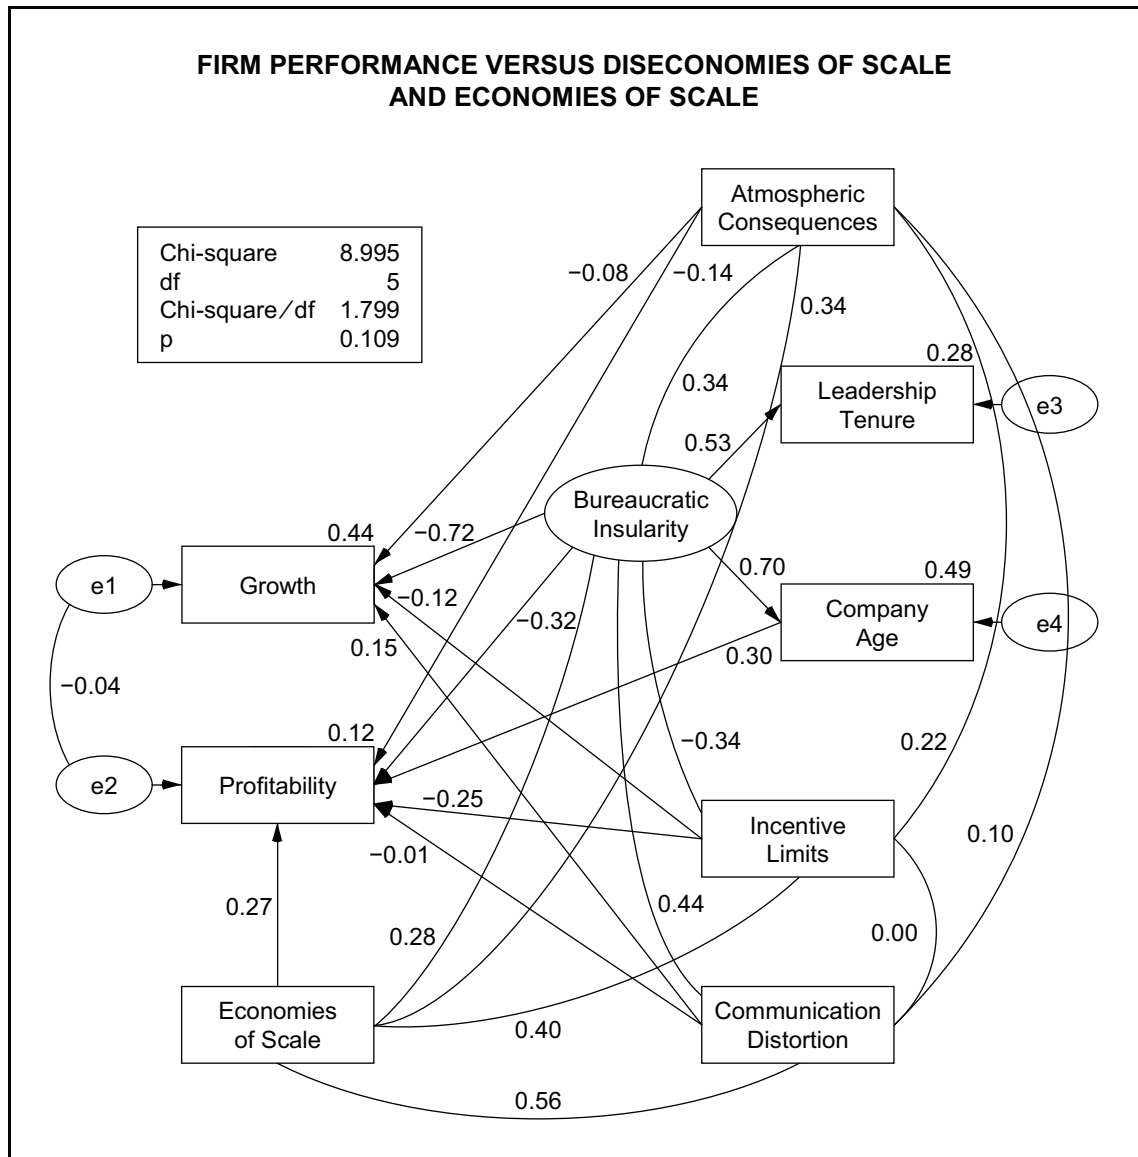 FIRM PERFORMANCE VERSUS DISECONOMIES OF SCALE
AND ECONOMIES OF SCALE
Atmospheric
Consequences
Chi-square 8.995
df 5
Chi-square/df 1.799
p 0.109
−0.08
−0.14
0.34
0.28
0.34
Leadership
Tenure
e3
0.53
Bureaucratic
Insularity
0.44
−0.72
e1
Growth
0.70
0.49
−0.12
−0.32
Company
Age
e4
0.15
0.30
−0.04
0.12
−0.34
0.22
e2
Profitability
−0.25
Incentive
Limits
0.10
−0.01
0.27
0.28
0.44
0.00
Economies
of Scale
0.40
Communication
Distortion
0.56